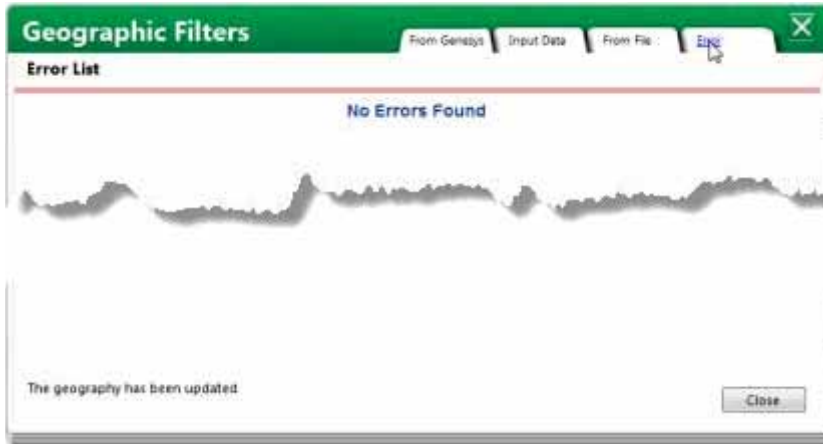 Geographic Filters
From Genesys
Input Data
From File
Error
Error List
No Errors Found
The geography has been updated
Close